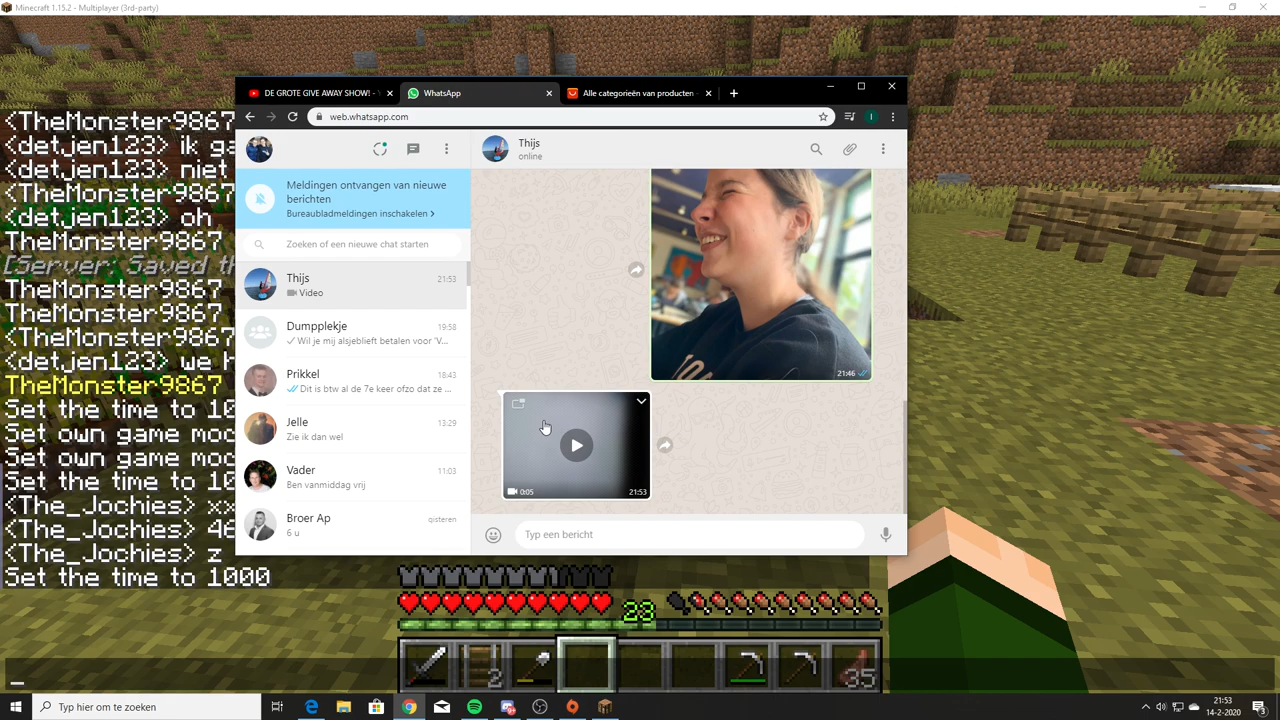 Minecraft 1.15.2 - Multiplayer (3rd-party)
DE GROTE GIVE AWAY SHOW! -
WhatsApp
Alle categorieën van producten -
web.whatsapp.com
I
Thijs
online
Meldingen ontvangen van nieuwe
berichten
Bureaubladmeldingen inschakelen
Zoeken of een nieuwe chat starten
Thijs
21:53
Video
Dumpplekje
19:58
Wil je mij alsjeblieft betalen voor 'V...
Prikkel
18:43
Dit is btw al de 7e keer ofzo dat ze ...
Jelle
13:29
Zie ik dan wel
Vader
11:03
Ben vanmiddag vrij
Broer Ap
gisteren
6 u
21:46
0:05
21:53
Typ een bericht
<TheMonster9867
<detjen123> ik ga
<detjen123> niet
<TheMonster9867
<detjen123> oh
TheMonster9867
[Server: Saved th
TheMonster9867
TheMonster9867
<TheMonster9867
<detjen123> we h
TheMonster9867
Set the time to 10
Set own game mod
Set own game mod
Set the time to 10
<The_Jochies> xx
<The_Jochies> 46
<The_Jochies> z
Set the time to 1000
28
2
35
Typ hier om te zoeken
21:53
14-2-2020
3